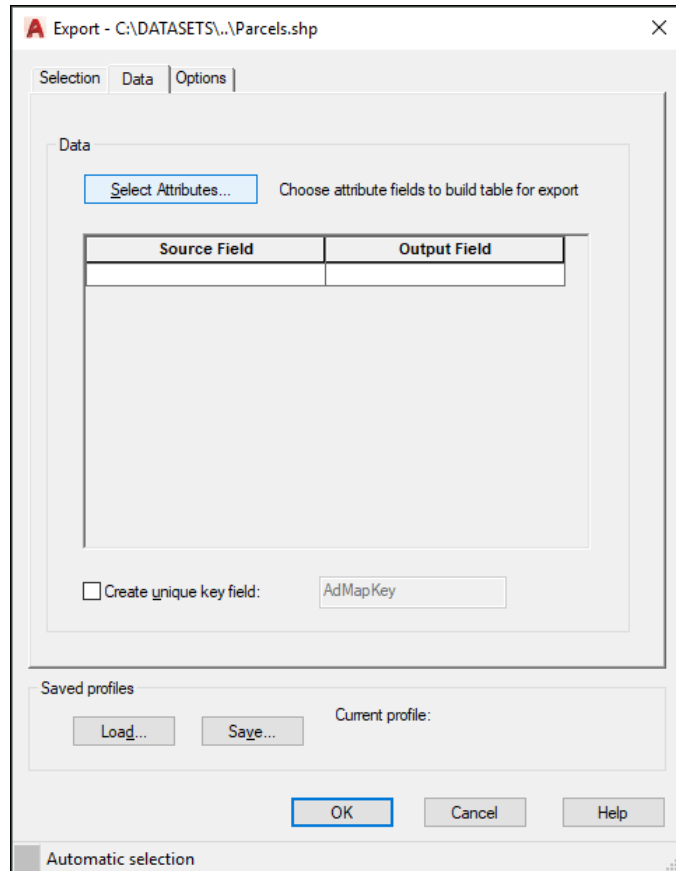 Export - C:\DATASETS\..\Parcels.shp
Selection Data Options
Data
Select Attributes... Choose attribute fields to build table for export
Source Field Output Field
Create unique key field: AdMapKey
Saved profiles
Load... Save... Current profile:
OK Cancel Help
Automatic selection